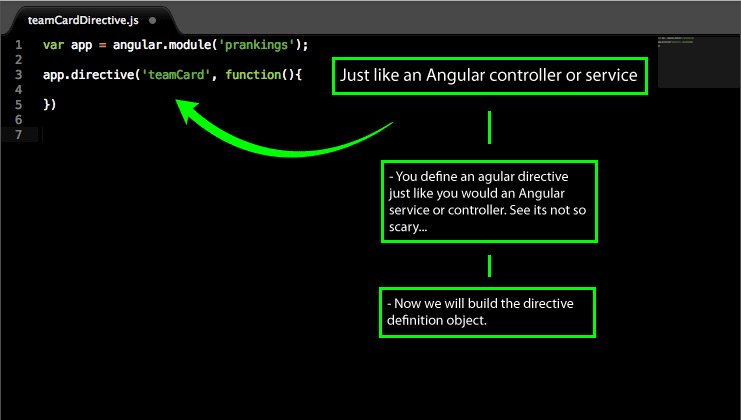 teamCardDirective.js
1 var app = angular.module('prankings');
2
3 app.directive('teamCard', function(){
4
5 })
6
7
Just like an Angular controller or service
- You define an agular directive
just like you would an Angular
service or controller. See its not so
scary...
- Now we will build the directive
definition object.